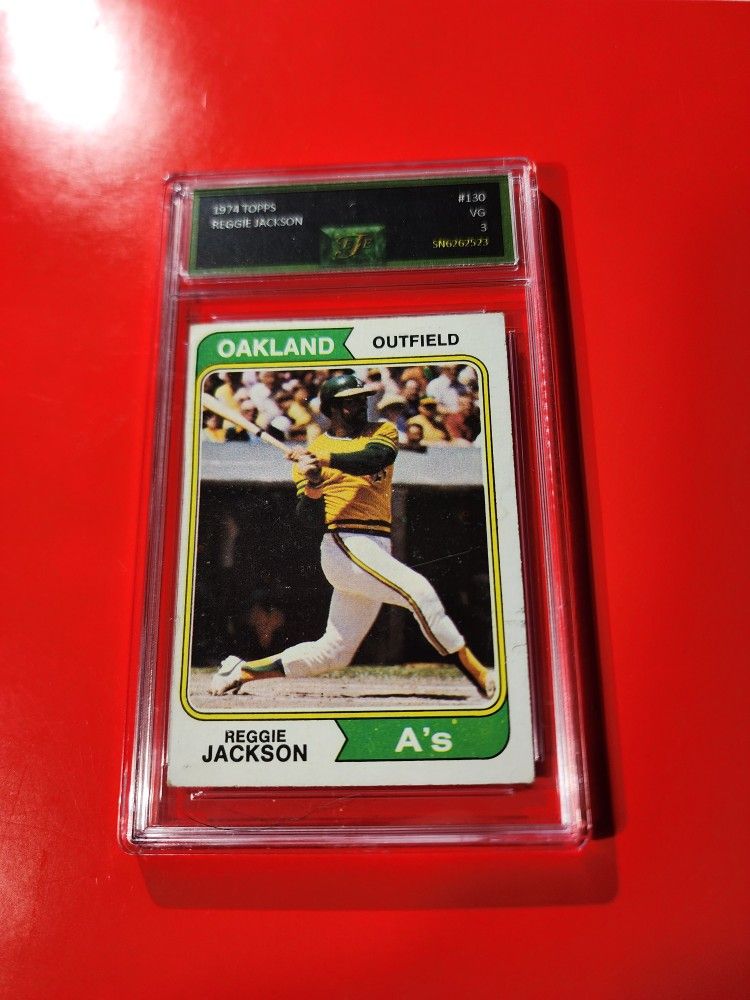 1974 TOPPS
REGGIE JACKSON
#130
VG
3
SN6262523
OAKLAND
OUTFIELD
REGGIE
JACKSON
A's